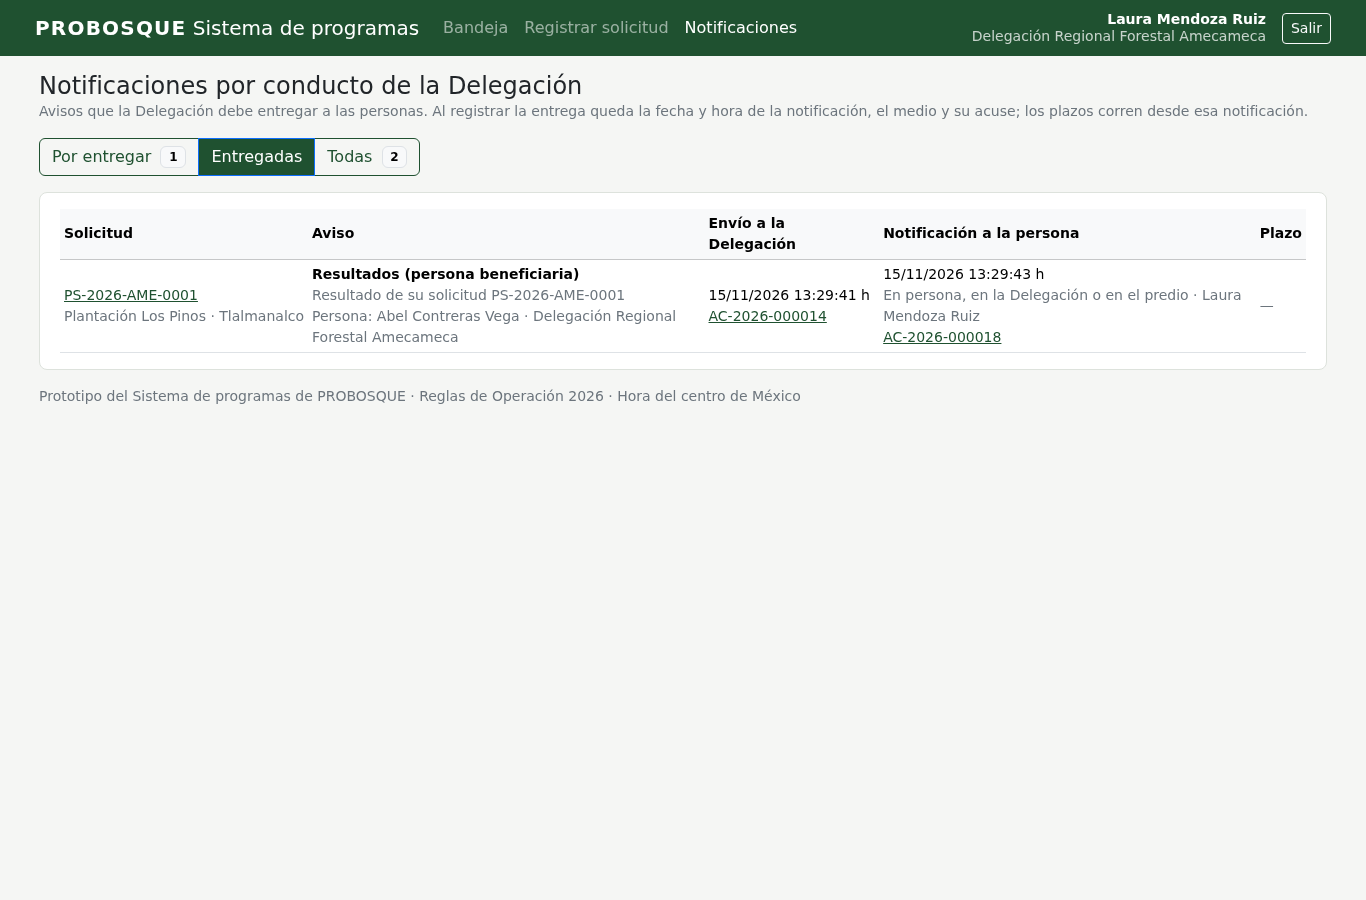 PROBOSQUE Sistema de programas Bandeja Registrar solicitud Notificaciones
Laura Mendoza Ruiz
Delegación Regional Forestal Amecameca
Salir
Notificaciones por conducto de la Delegación
Avisos que la Delegación debe entregar a las personas. Al registrar la entrega queda la fecha y hora de la notificación, el medio y su acuse; los plazos corren desde esa notificación.
Por entregar 1 Entregadas Todas 2
Solicitud
Aviso
Envío a la
Delegación
Notificación a la persona
Plazo
PS-2026-AME-0001
Plantación Los Pinos · Tlalmanalco
Resultados (persona beneficiaria)
Resultado de su solicitud PS-2026-AME-0001
Persona: Abel Contreras Vega · Delegación Regional
Forestal Amecameca
15/11/2026 13:29:41 h
AC-2026-000014
15/11/2026 13:29:43 h
En persona, en la Delegación o en el predio · Laura
Mendoza Ruiz
AC-2026-000018
—
Prototipo del Sistema de programas de PROBOSQUE · Reglas de Operación 2026 · Hora del centro de México